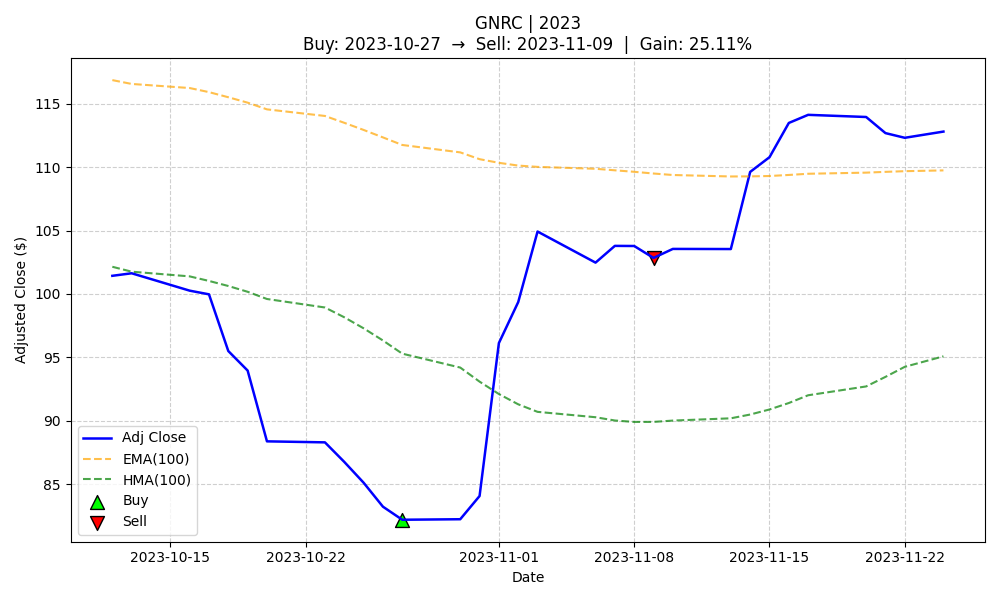 GNRC | 2023
Buy: 2023-10-27 → Sell: 2023-11-09 | Gain: 25.11%
Adjusted Close ($)
115
110
105
100
95
90
85
Adj Close
EMA(100)
HMA(100)
Buy
Sell
2023-10-15
2023-10-22
2023-11-01
2023-11-08
2023-11-15
2023-11-22
Date